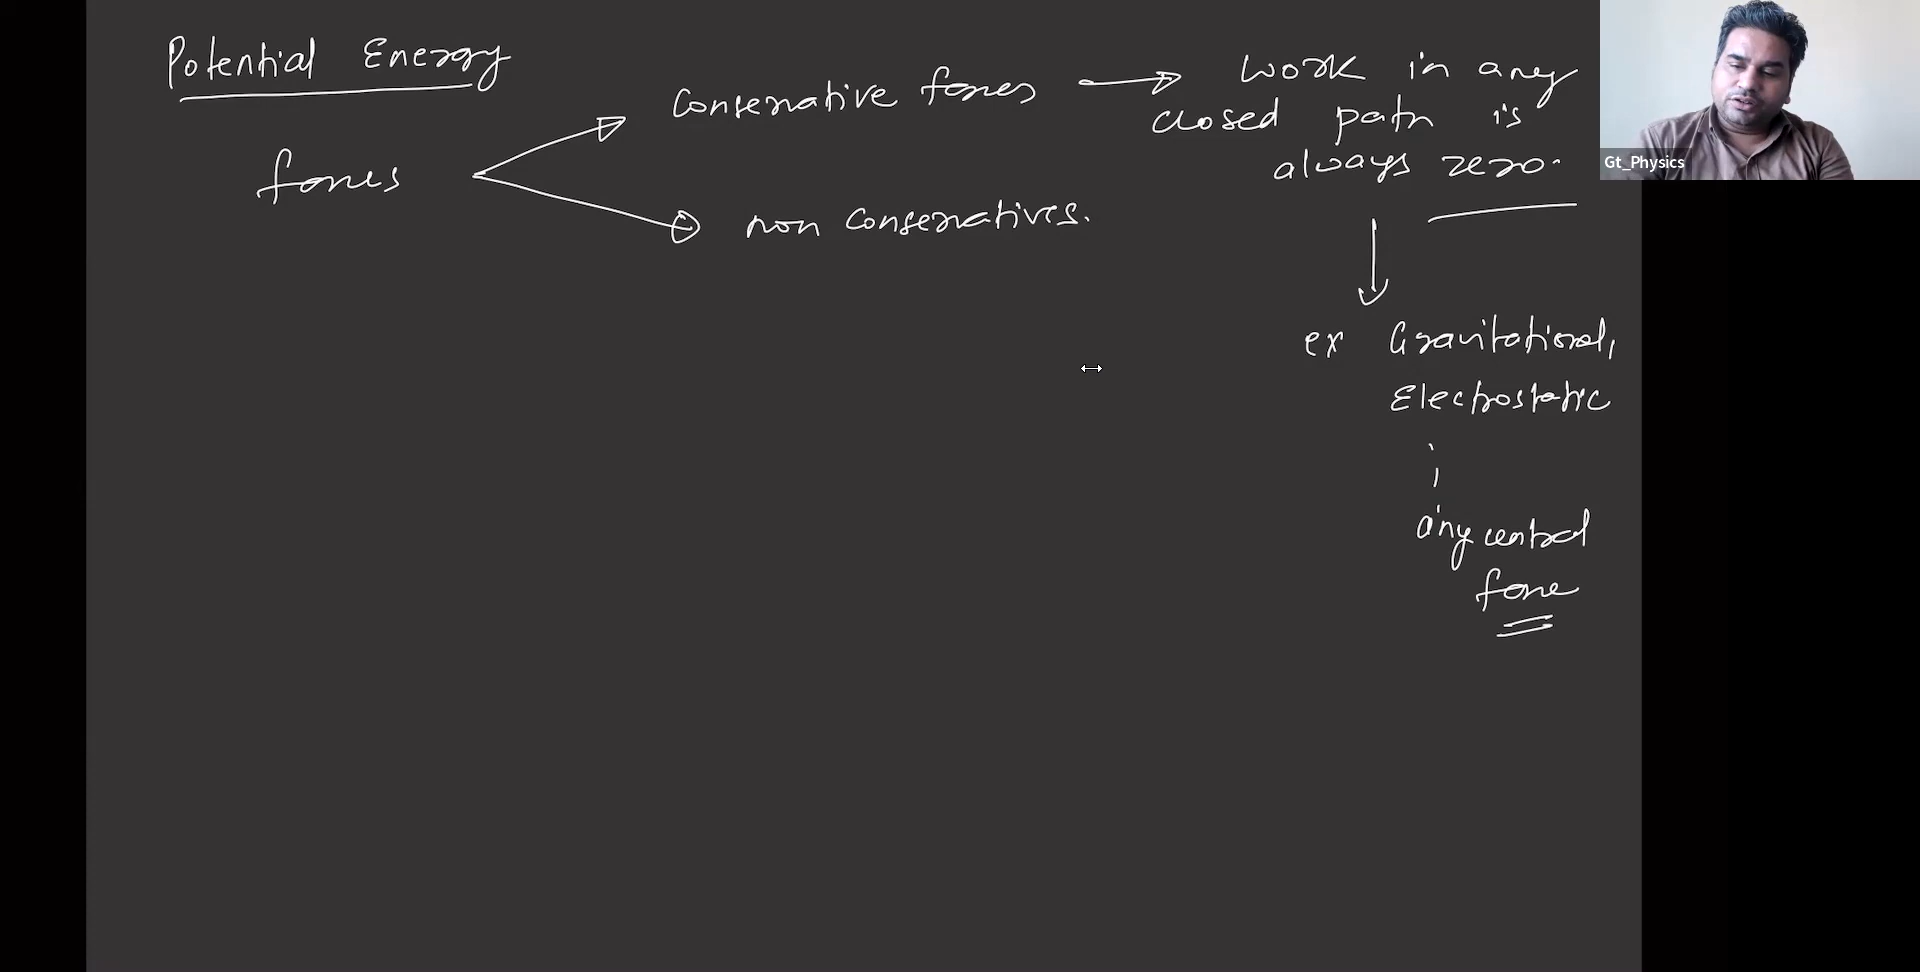 Potential Energy
forces
Conservative forces
non conservatives.
work in any
closed path is
always zero.
ex Gravitational,
Electrostatic
any central
force
Gt_Physics